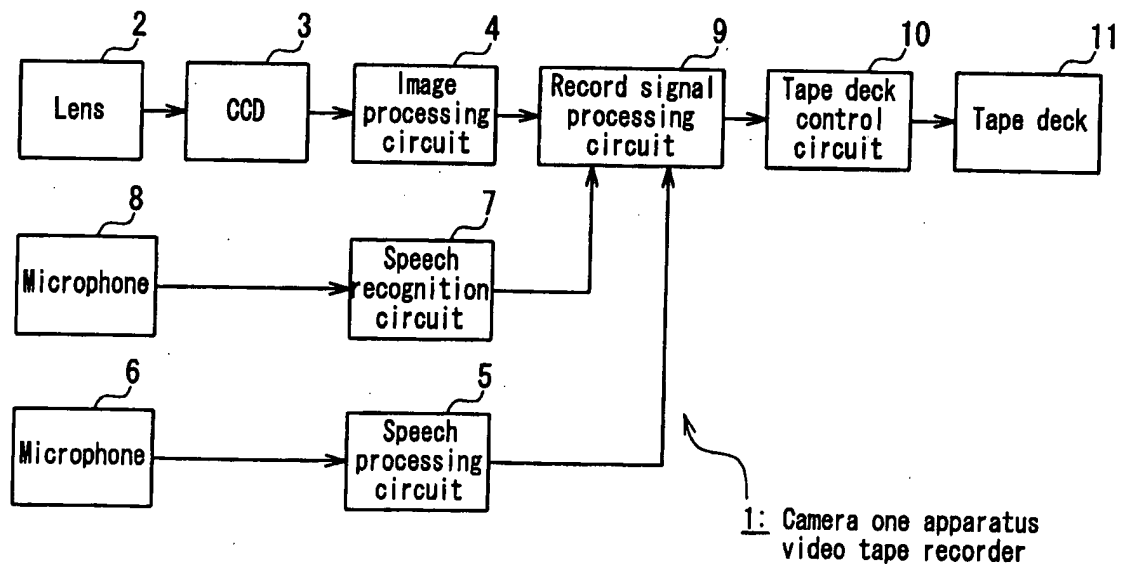 2
3
4
9
10
11
Lens
CCD
Image
processing
circuit
Record signal
processing
circuit
Tape deck
control
circuit
Tape deck
8
7
Microphone
Speech
recognition
circuit
6
5
Microphone
Speech
processing
circuit
1: Camera one apparatus
video tape recorder